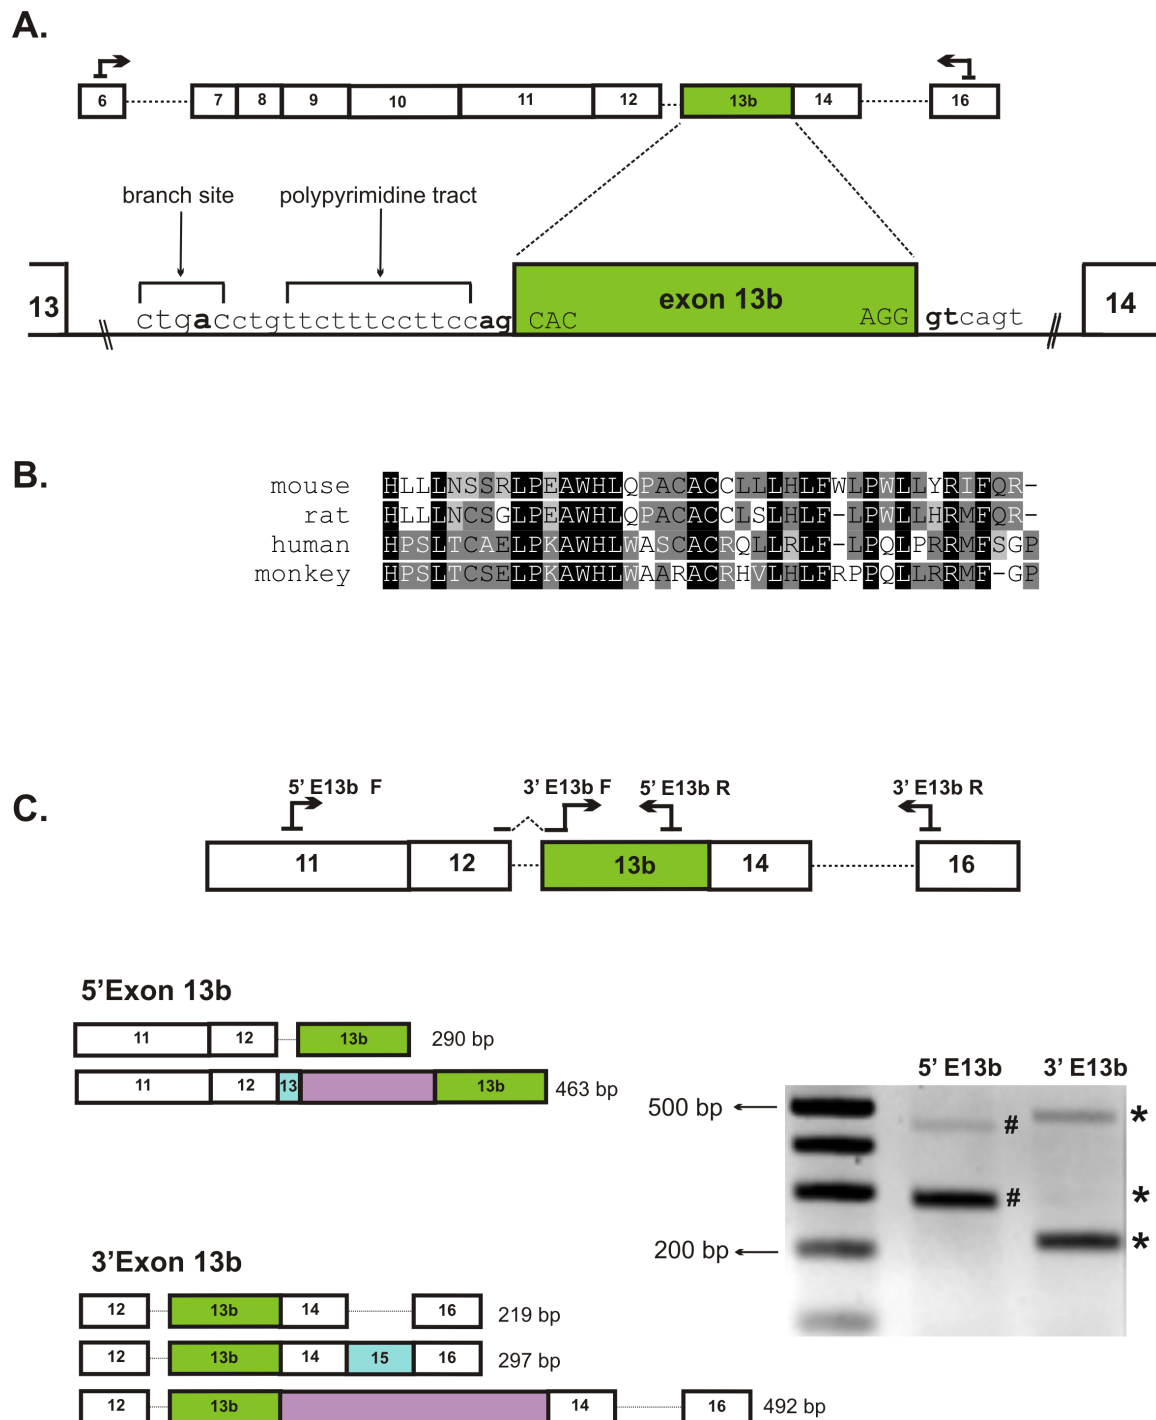 A.
6 7 8 9 10 11 12 13b 14 16
branch site polypyrimidine tract
13 ctgacctgttctttccttccag CAC exon 13b AGG gtcagt 14
B.
mouse HLLLNSSRLPEAWHLQPACACCLLLHLFWLPWLLYRIFQR-
rat HLLLNCSGLPEAWHLQPACACCLSLHLF-LPWLLHRMFQR-
human HPSLTCAELPKAWHLWASCACRQLLRLF-LPQLPRRMFSGP
monkey HPSLTCSELPKAWHLWAARACRHVLHLFRPPQLLRRMF-GP
C.
5’ E13b F 3’ E13b F 5’ E13b R 3’ E13b R
11 12 13b 14 16
5’Exon 13b
11 12 13b 290 bp
11 12 13 13b 463 bp
5’ E13b 3’ E13b
500 bp # *
# *
200 bp *
3’Exon 13b
12 13b 14 16 219 bp
12 13b 14 15 16 297 bp
12 13b 14 16 492 bp